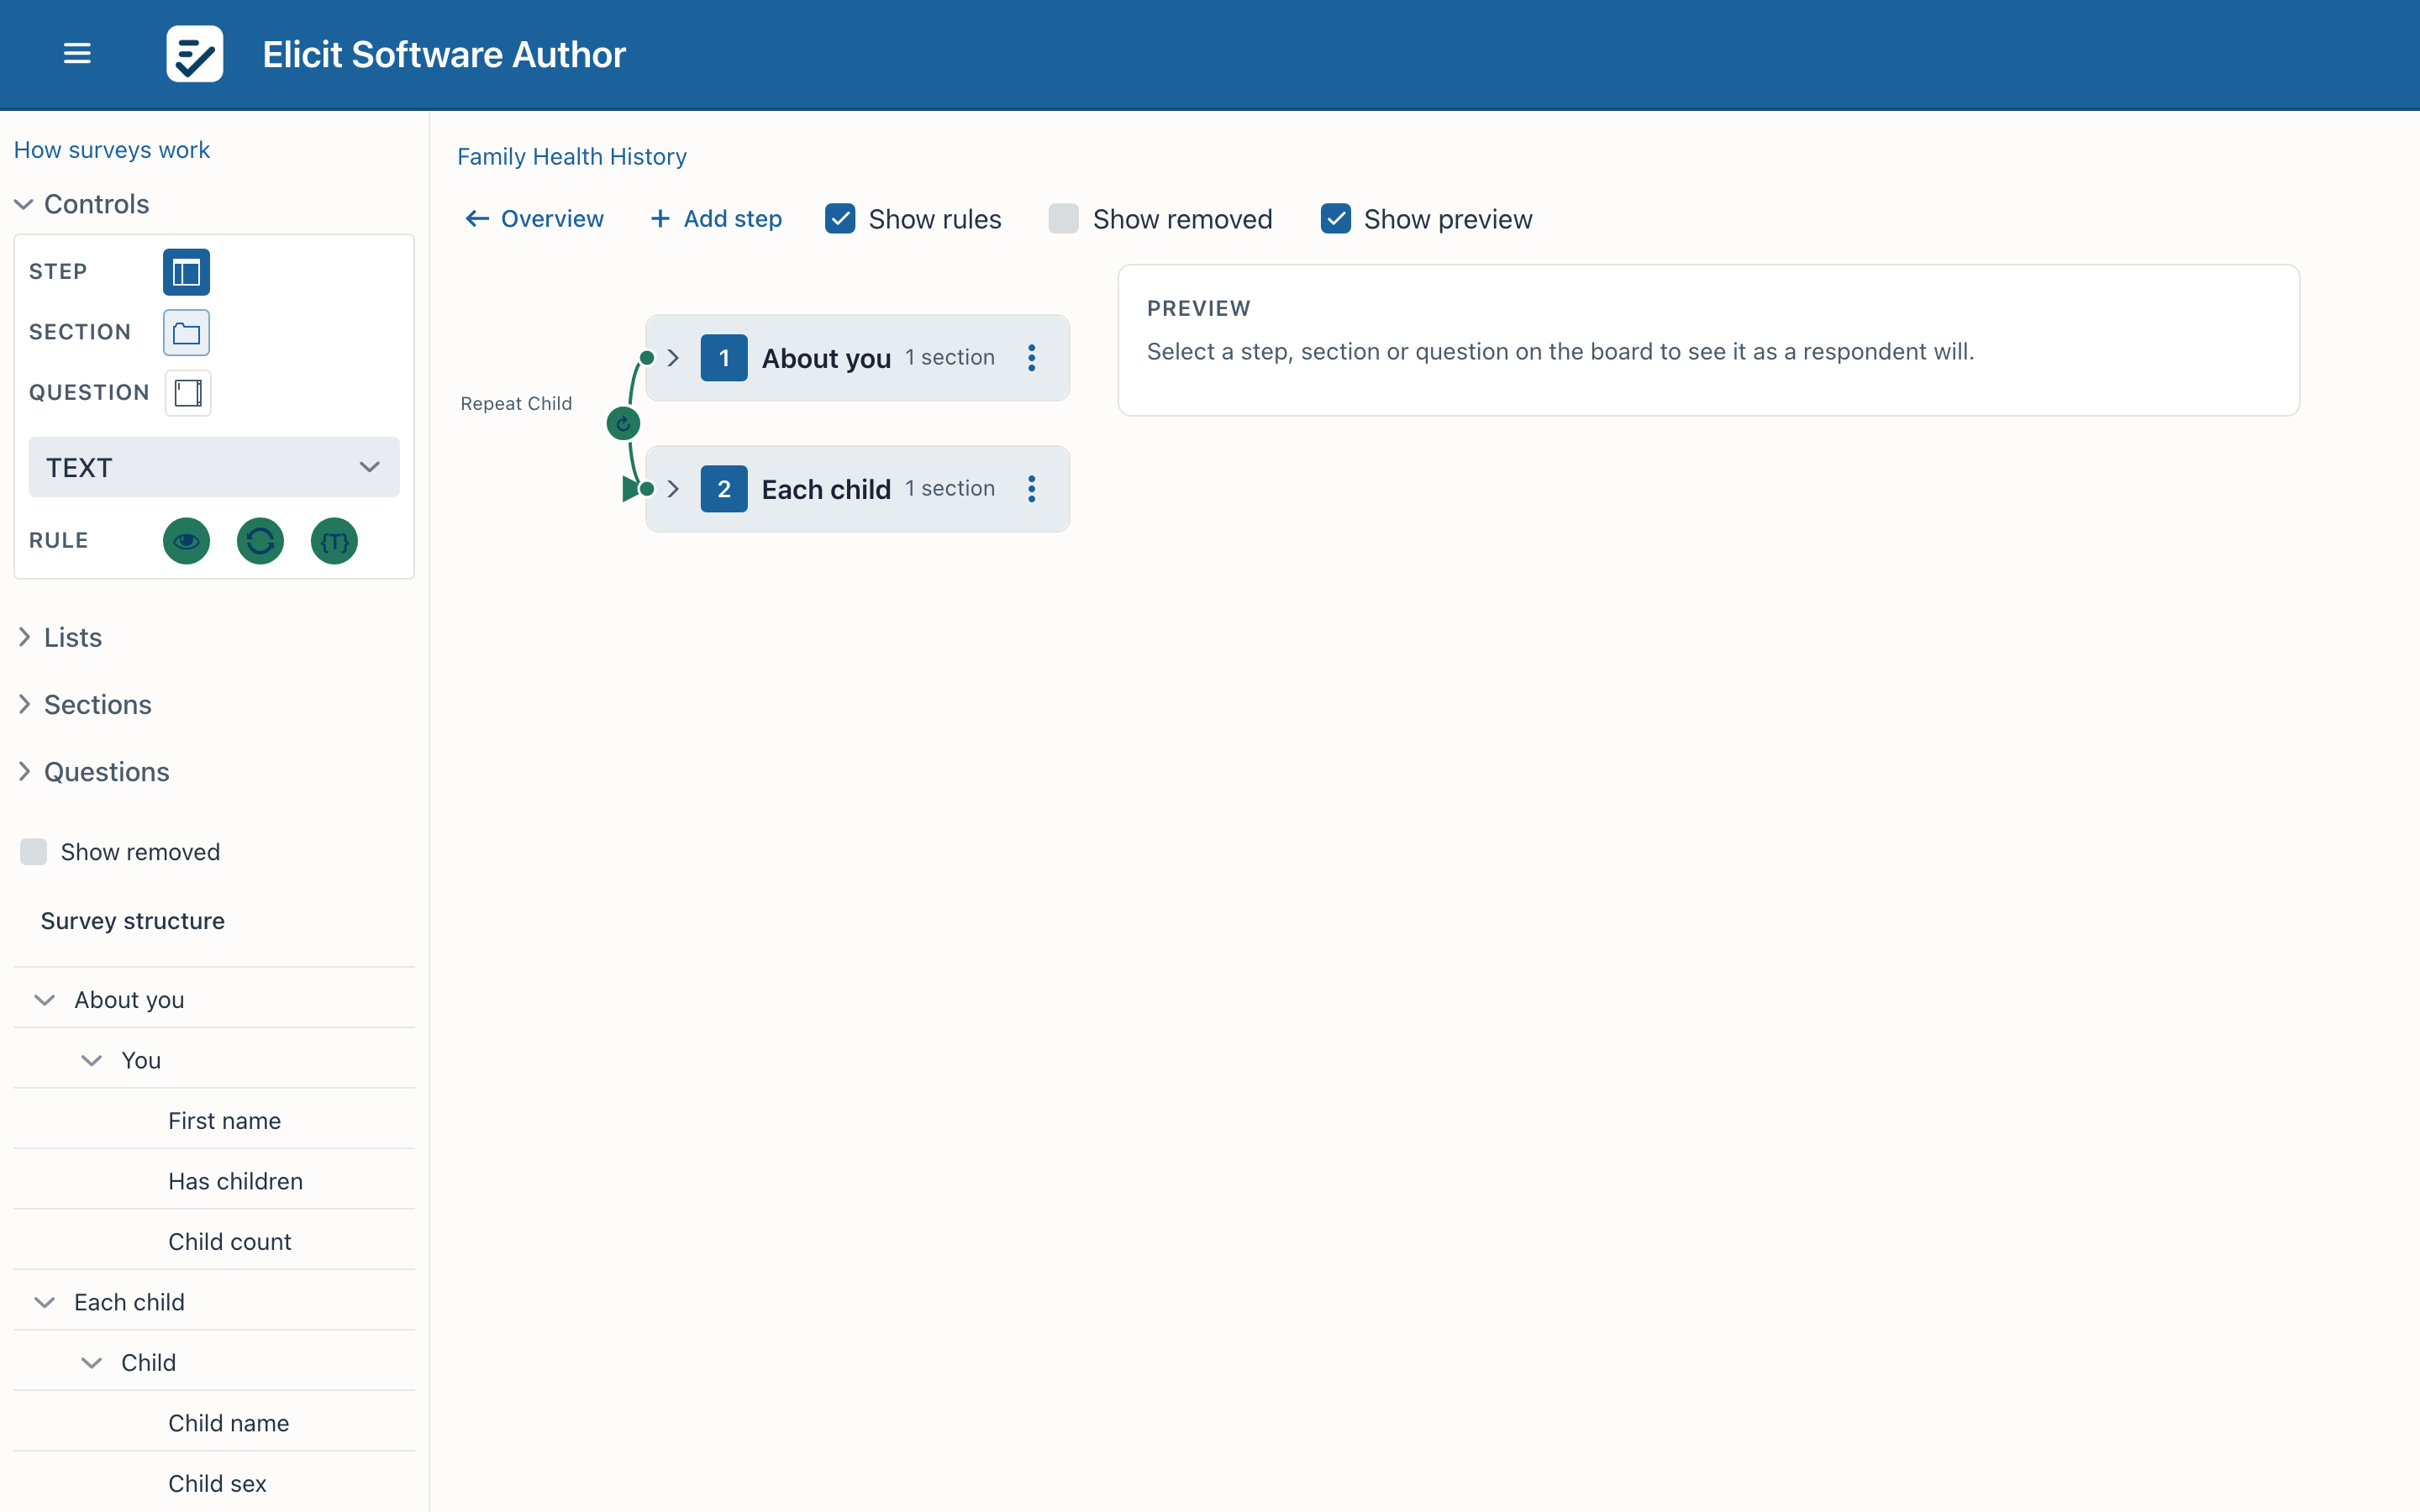 Elicit Software Author
How surveys work
Controls
STEP
SECTION
QUESTION
TEXT
RULE
{T}
Lists
Sections
Questions
Show removed
Survey structure
About you
You
First name
Has children
Child count
Each child
Child
Child name
Child sex
Family Health History
Overview
Add step
Show rules
Show removed
Show preview
Repeat Child
1 About you 1 section
2 Each child 1 section
PREVIEW
Select a step, section or question on the board to see it as a respondent will.